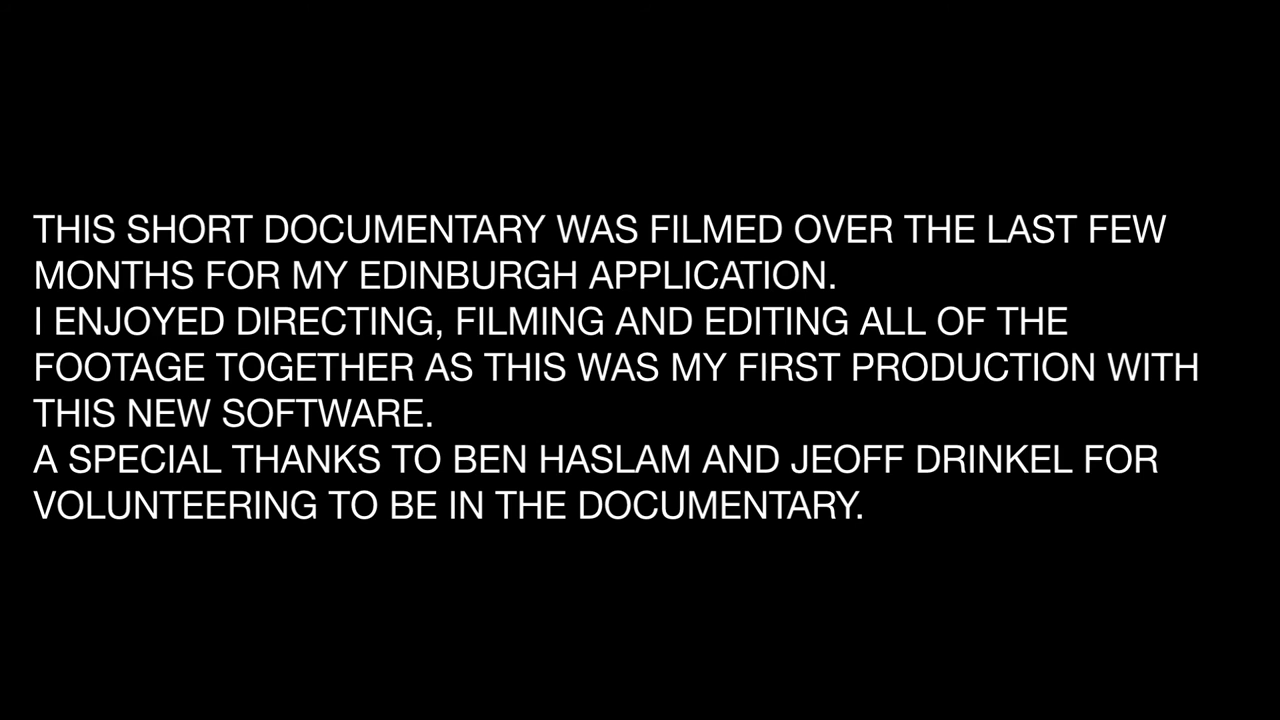 THIS SHORT DOCUMENTARY WAS FILMED OVER THE LAST FEW
MONTHS FOR MY EDINBURGH APPLICATION.
I ENJOYED DIRECTING, FILMING AND EDITING ALL OF THE
FOOTAGE TOGETHER AS THIS WAS MY FIRST PRODUCTION WITH
THIS NEW SOFTWARE.
A SPECIAL THANKS TO BEN HASLAM AND JEOFF DRINKEL FOR
VOLUNTEERING TO BE IN THE DOCUMENTARY.